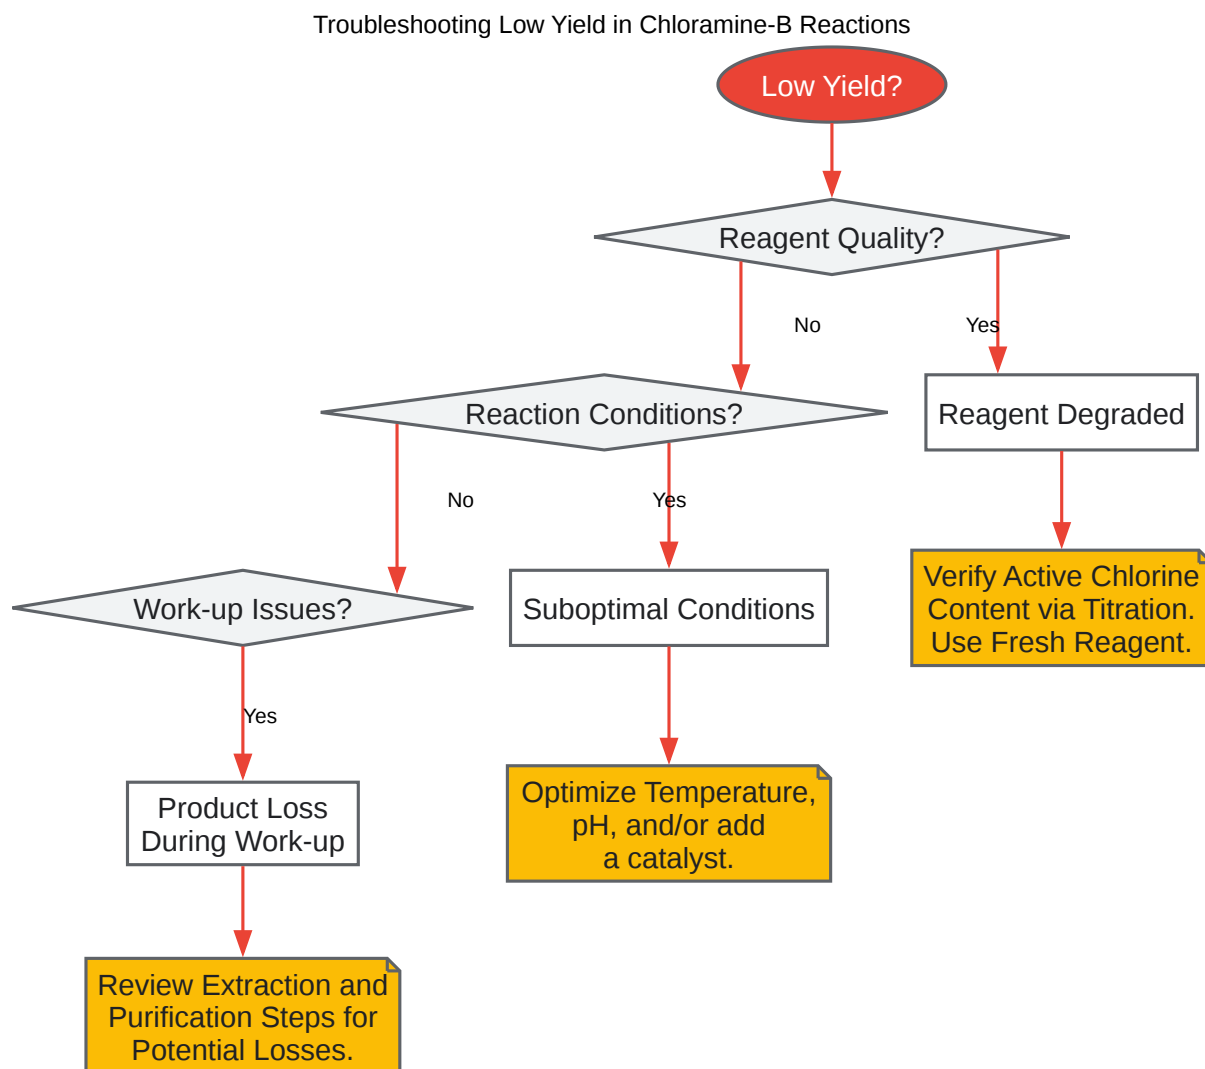 Troubleshooting Low Yield in Chloramine-B Reactions
Low Yield?
Reagent Quality?
No
Yes
Reaction Conditions?
Reagent Degraded
No
Yes
Verify Active Chlorine
Content via Titration.
Use Fresh Reagent.
Work-up Issues?
Suboptimal Conditions
Yes
Optimize Temperature,
pH, and/or add
a catalyst.
Product Loss
During Work-up
Review Extraction and
Purification Steps for
Potential Losses.